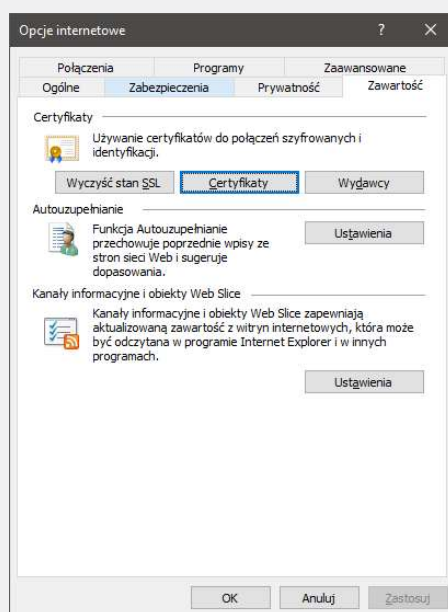 Opcje internetowe
Połączenia Programy Zaawansowane
Ogólne Zabezpieczenia Prywatność Zawartość
Certyfikaty
Używanie certyfikatów do połączeń szyfrowanych i
identyfikacji.
Wyczyść stan SSL Certyfikaty Wydawcy
Autouzupełnianie
Funkcja Autouzupełnianie
przechowuje poprzednie wpisy ze
stron sieci Web i sugeruje
dopasowania.
Ustawienia
Kanały informacyjne i obiekty Web Slice
Kanały informacyjne i obiekty Web Slice zapewniają
aktualizowaną zawartość z witryn internetowych, która może
być odczytana w programie Internet Explorer i w innych
programach.
Ustawienia
OK Anuluj Zastosuj